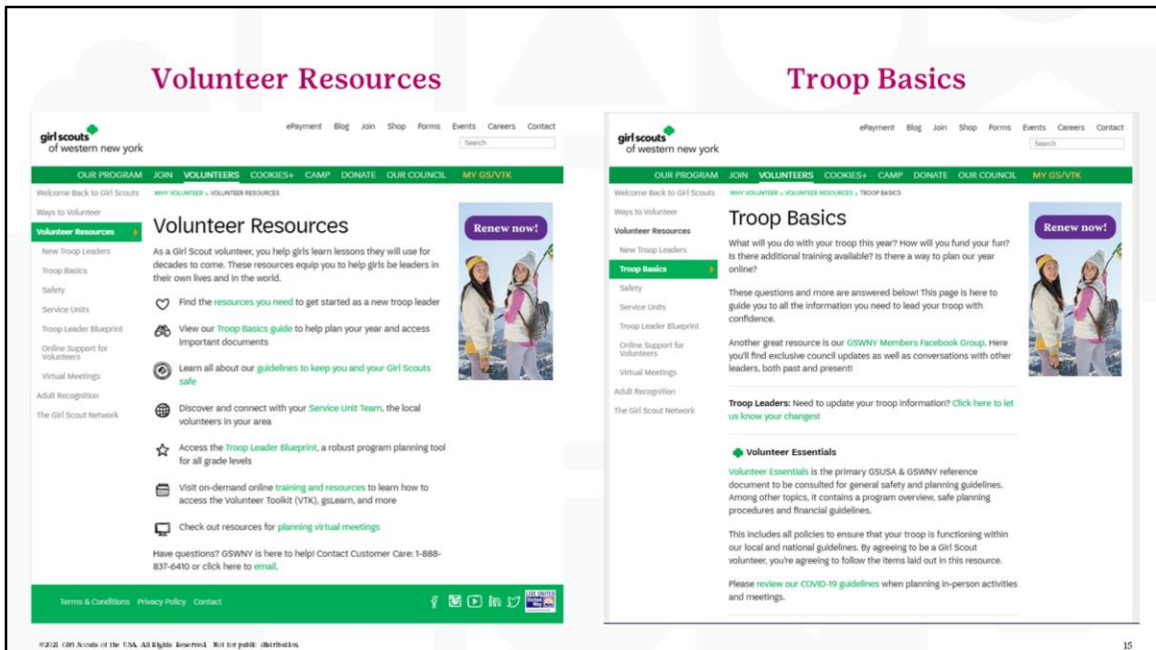 Volunteer Resources
girl scouts
of western new york
ePayment Blog Join Shop Forms Events Careers Contact
Search
OUR PROGRAM JOIN VOLUNTEERS COOKIES+ CAMP DONATE OUR COUNCIL MY GS/VTK
Welcome Back to Girl Scouts
Ways to Volunteer
Volunteer Resources
New Troop Leaders
Troop Basics
Safety
Service Units
Troop Leader Blueprint
Online Support for
Volunteers
Virtual Meetings
Adult Recognition
The Girl Scout Network
WHY VOLUNTEER » VOLUNTEER RESOURCES
Volunteer Resources
As a Girl Scout volunteer, you help girls learn lessons they will use for
decades to come. These resources equip you to help girls be leaders in
their own lives and in the world.
Find the resources you need to get started as a new troop leader
View our Troop Basics guide to help plan your year and access
important documents
Learn all about our guidelines to keep you and your Girl Scouts
safe
Discover and connect with your Service Unit Team, the local
volunteers in your area
Access the Troop Leader Blueprint, a robust program planning tool
for all grade levels
Visit on-demand online training and resources to learn how to
access the Volunteer Toolkit (VTK), gsLearn, and more
Check out resources for planning virtual meetings
Have questions? GSWNY is here to help! Contact Customer Care: 1-888-
837-6410 or click here to email.
Renew now!
Terms & Conditions Privacy Policy Contact
LIVE UNITED
United
Way
Troop Basics
girl scouts
of western new york
ePayment Blog Join Shop Forms Events Careers Contact
Search
OUR PROGRAM JOIN VOLUNTEERS COOKIES+ CAMP DONATE OUR COUNCIL MY GS/VTK
Welcome Back to Girl Scouts
Ways to Volunteer
Volunteer Resources
New Troop Leaders
Troop Basics
Safety
Service Units
Troop Leader Blueprint
Online Support for
Volunteers
Virtual Meetings
Adult Recognition
The Girl Scout Network
WHY VOLUNTEER » VOLUNTEER RESOURCES » TROOP BASICS
Troop Basics
What will you do with your troop this year? How will you fund your fun?
Is there additional training available? Is there a way to plan our year
online?
These questions and more are answered below! This page is here to
guide you to all the information you need to lead your troop with
confidence.
Another great resource is our GSWNY Members Facebook Group. Here
you'll find exclusive council updates as well as conversations with other
leaders, both past and present!
Troop Leaders: Need to update your troop information? Click here to let
us know your changes!
Volunteer Essentials
Volunteer Essentials is the primary GSUSA & GSWNY reference
document to be consulted for general safety and planning guidelines.
Among other topics, it contains a program overview, safe planning
procedures and financial guidelines.
This includes all policies to ensure that your troop is functioning within
our local and national guidelines. By agreeing to be a Girl Scout
volunteer, you're agreeing to follow the items laid out in this resource.
Please review our COVID-19 guidelines when planning in-person activities
and meetings.
Renew now!
©2021 Girl Scouts of the USA. All Rights Reserved. Not for public distribution.
15